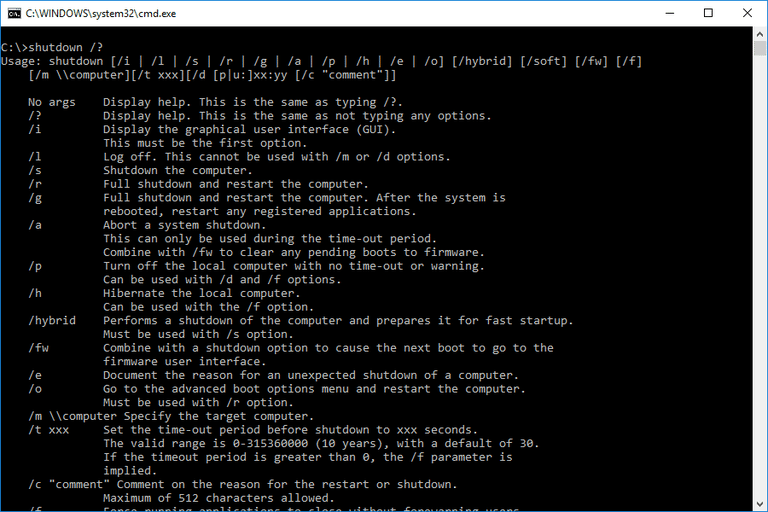 C:\WINDOWS\system32\cmd.exe
C:\>shutdown /?
Usage: shutdown [/i | /l | /s | /r | /g | /a | /p | /h | /e | /o] [/hybrid] [/soft] [/fw] [/f]
    [/m \\computer][/t xxx][/d [p|u:]xx:yy [/c "comment"]]
    No args    Display help. This is the same as typing /?.
    /?         Display help. This is the same as not typing any options.
    /i         Display the graphical user interface (GUI).
               This must be the first option.
    /l         Log off. This cannot be used with /m or /d options.
    /s         Shutdown the computer.
    /r         Full shutdown and restart the computer.
    /g         Full shutdown and restart the computer. After the system is
               rebooted, restart any registered applications.
    /a         Abort a system shutdown.
               This can only be used during the time-out period.
               Combine with /fw to clear any pending boots to firmware.
    /p         Turn off the local computer with no time-out or warning.
               Can be used with /d and /f options.
    /h         Hibernate the local computer.
               Can be used with the /f option.
    /hybrid    Performs a shutdown of the computer and prepares it for fast startup.
               Must be used with /s option.
    /fw        Combine with a shutdown option to cause the next boot to go to the
               firmware user interface.
    /e         Document the reason for an unexpected shutdown of a computer.
    /o         Go to the advanced boot options menu and restart the computer.
               Must be used with /r option.
    /m \\computer Specify the target computer.
    /t xxx     Set the time-out period before shutdown to xxx seconds.
               The valid range is 0-315360000 (10 years), with a default of 30.
               If the timeout period is greater than 0, the /f parameter is
               implied.
    /c "comment" Comment on the reason for the restart or shutdown.
               Maximum of 512 characters allowed.
    /f         Force running applications to close without forewarning users.